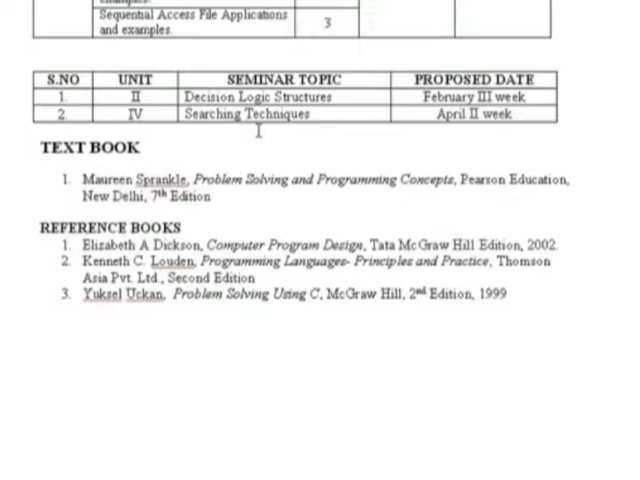 examples.
Sequential Access File Applications 3
and examples.
S.NO UNIT SEMINAR TOPIC PROPOSED DATE
1. II Decision Logic Structures February III week
2. IV Searching Techniques April II week
TEXT BOOK
1. Maureen Sprankle, Problem Solving and Programming Concepts, Pearson Education,
New Delhi, 7th Edition
REFERENCE BOOKS
1. Elizabeth A Dickson, Computer Program Design, Tata McGraw Hill Edition, 2002.
2. Kenneth C. Louden, Programming Languages- Principles and Practice, Thomson
Asia Pvt. Ltd., Second Edition
3. Yuksel Uckan, Problem Solving Using C, McGraw Hill, 2nd Edition, 1999